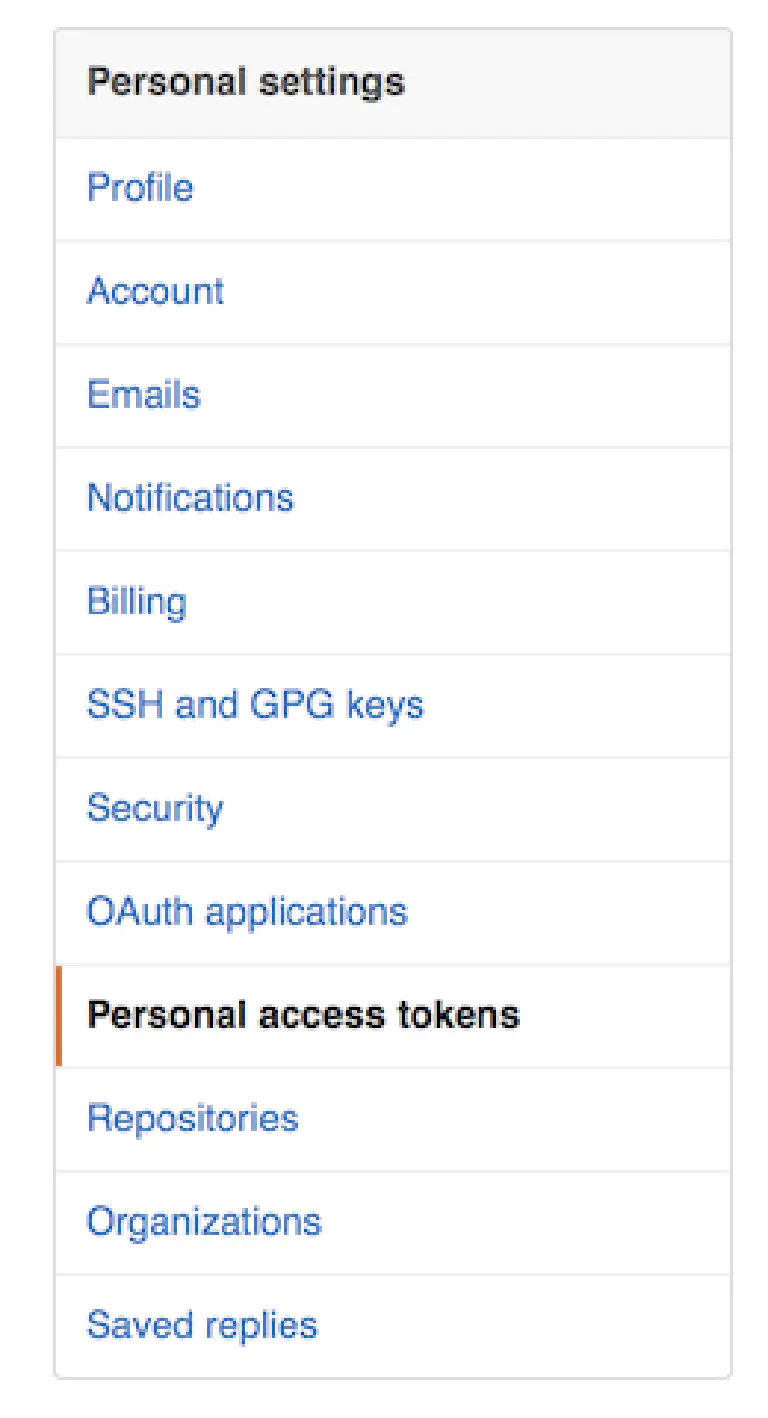 Personal settings
Profile
Account
Emails
Notifications
Billing
SSH and GPG keys
Security
OAuth applications
Personal access tokens
Repositories
Organizations
Saved replies